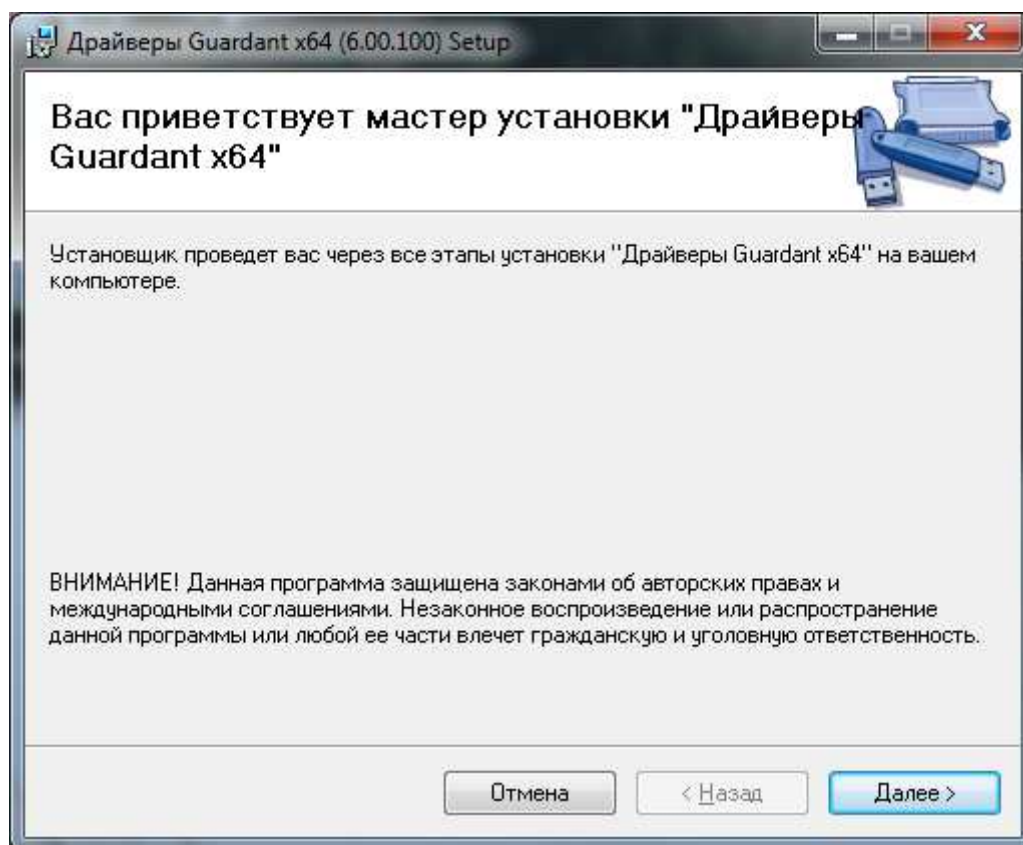 Драйверы Guardant x64 (6.00.100) Setup
Вас приветствует мастер установки "Драйверы
Guardant x64"
Установщик проведет вас через все этапы установки "Драйверы Guardant x64" на вашем
компьютере.
ВНИМАНИЕ! Данная программа защищена законами об авторских правах и
международными соглашениями. Незаконное воспроизведение или распространение
данной программы или любой ее части влечет гражданскую и уголовную ответственность.
Отмена
< Назад
Далее >